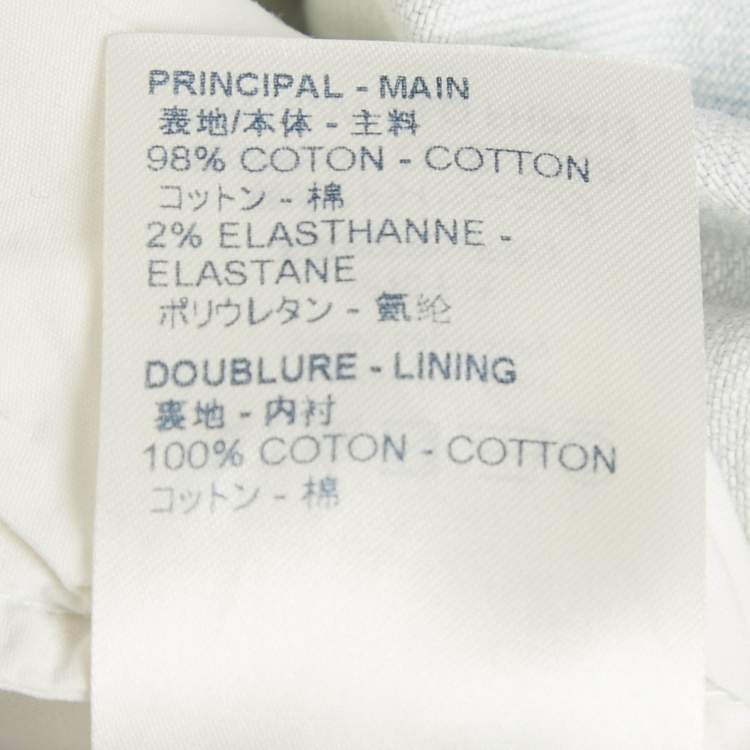 PRINCIPAL - MAIN
表地/本体 - 主料
98% COTON - COTTON
コットン - 棉
2% ELASTHANNE -
ELASTANE
ポリウレタン - 氨纶
DOUBLURE - LINING
裏地 - 内衬
100% COTON - COTTON
コットン - 棉